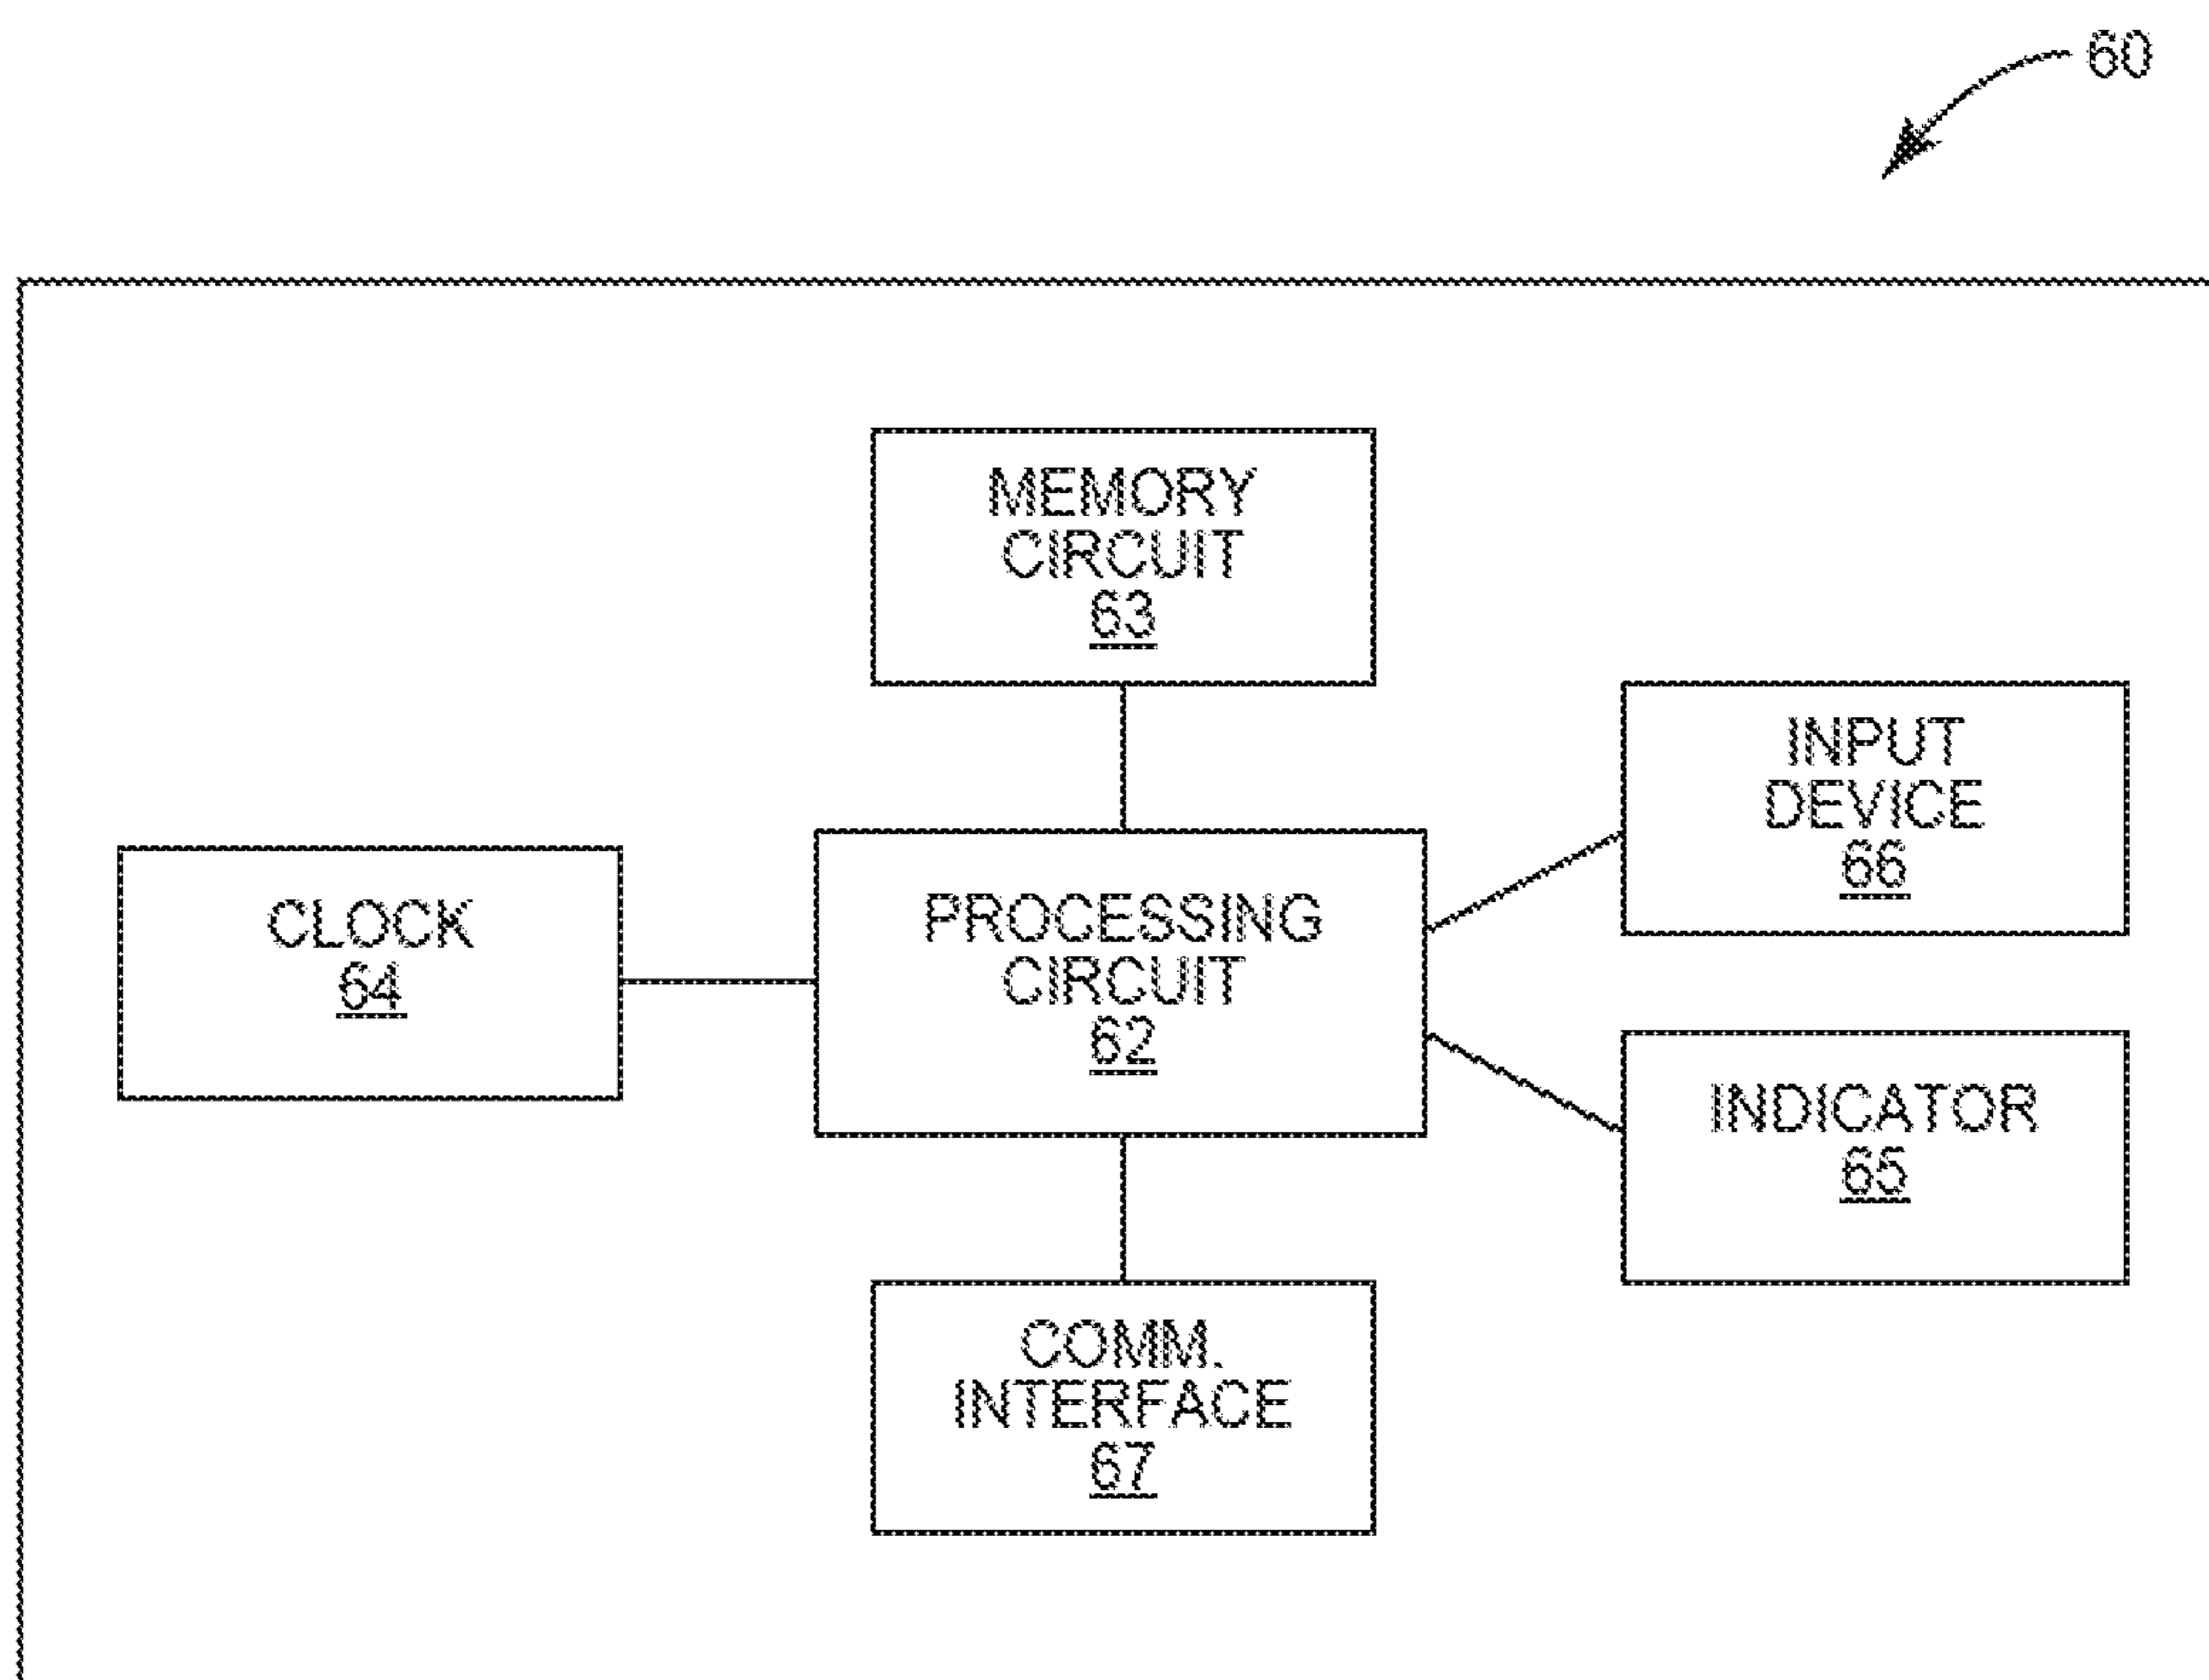 60
MEMORY
CIRCUIT
63
INPUT
DEVICE
66
CLOCK
64
PROCESSING
CIRCUIT
62
INDICATOR
65
COMM.
INTERFACE
67